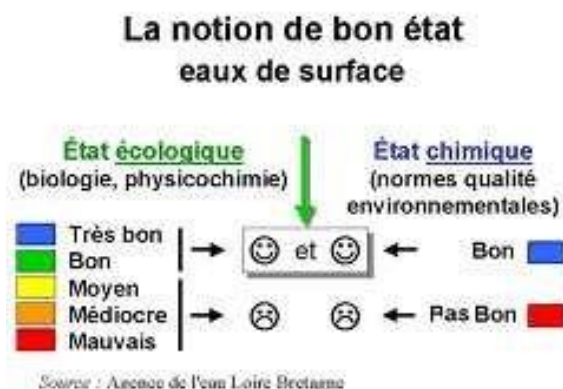 La notion de bon état
eaux de surface
État écologique
(biologie, physicochimie)
État chimique
(normes qualité
environnementales)
Très bon
Bon
Moyen
Médiocre
Mauvais
et
Bon
Pas Bon
Source : Agence de l'eau Loire Bretagne